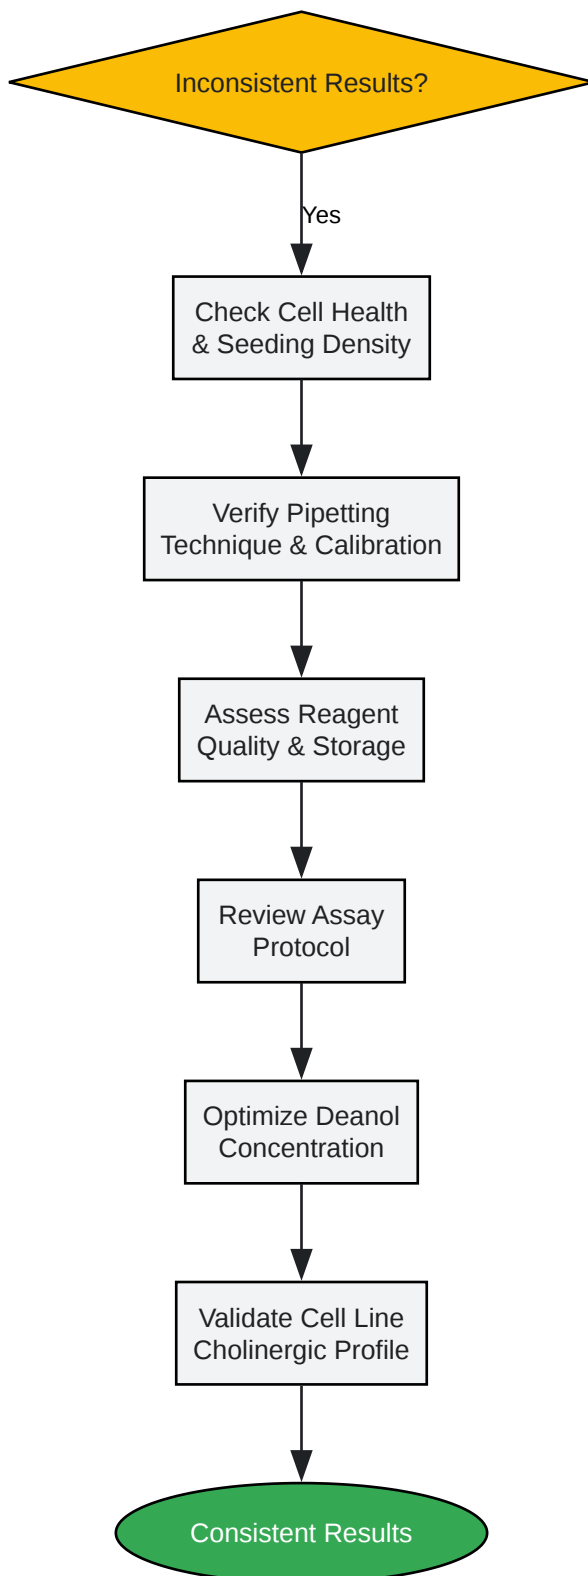 Inconsistent Results?
Yes
Check Cell Health
& Seeding Density
Verify Pipetting
Technique & Calibration
Assess Reagent
Quality & Storage
Review Assay
Protocol
Optimize Deanol
Concentration
Validate Cell Line
Cholinergic Profile
Consistent Results